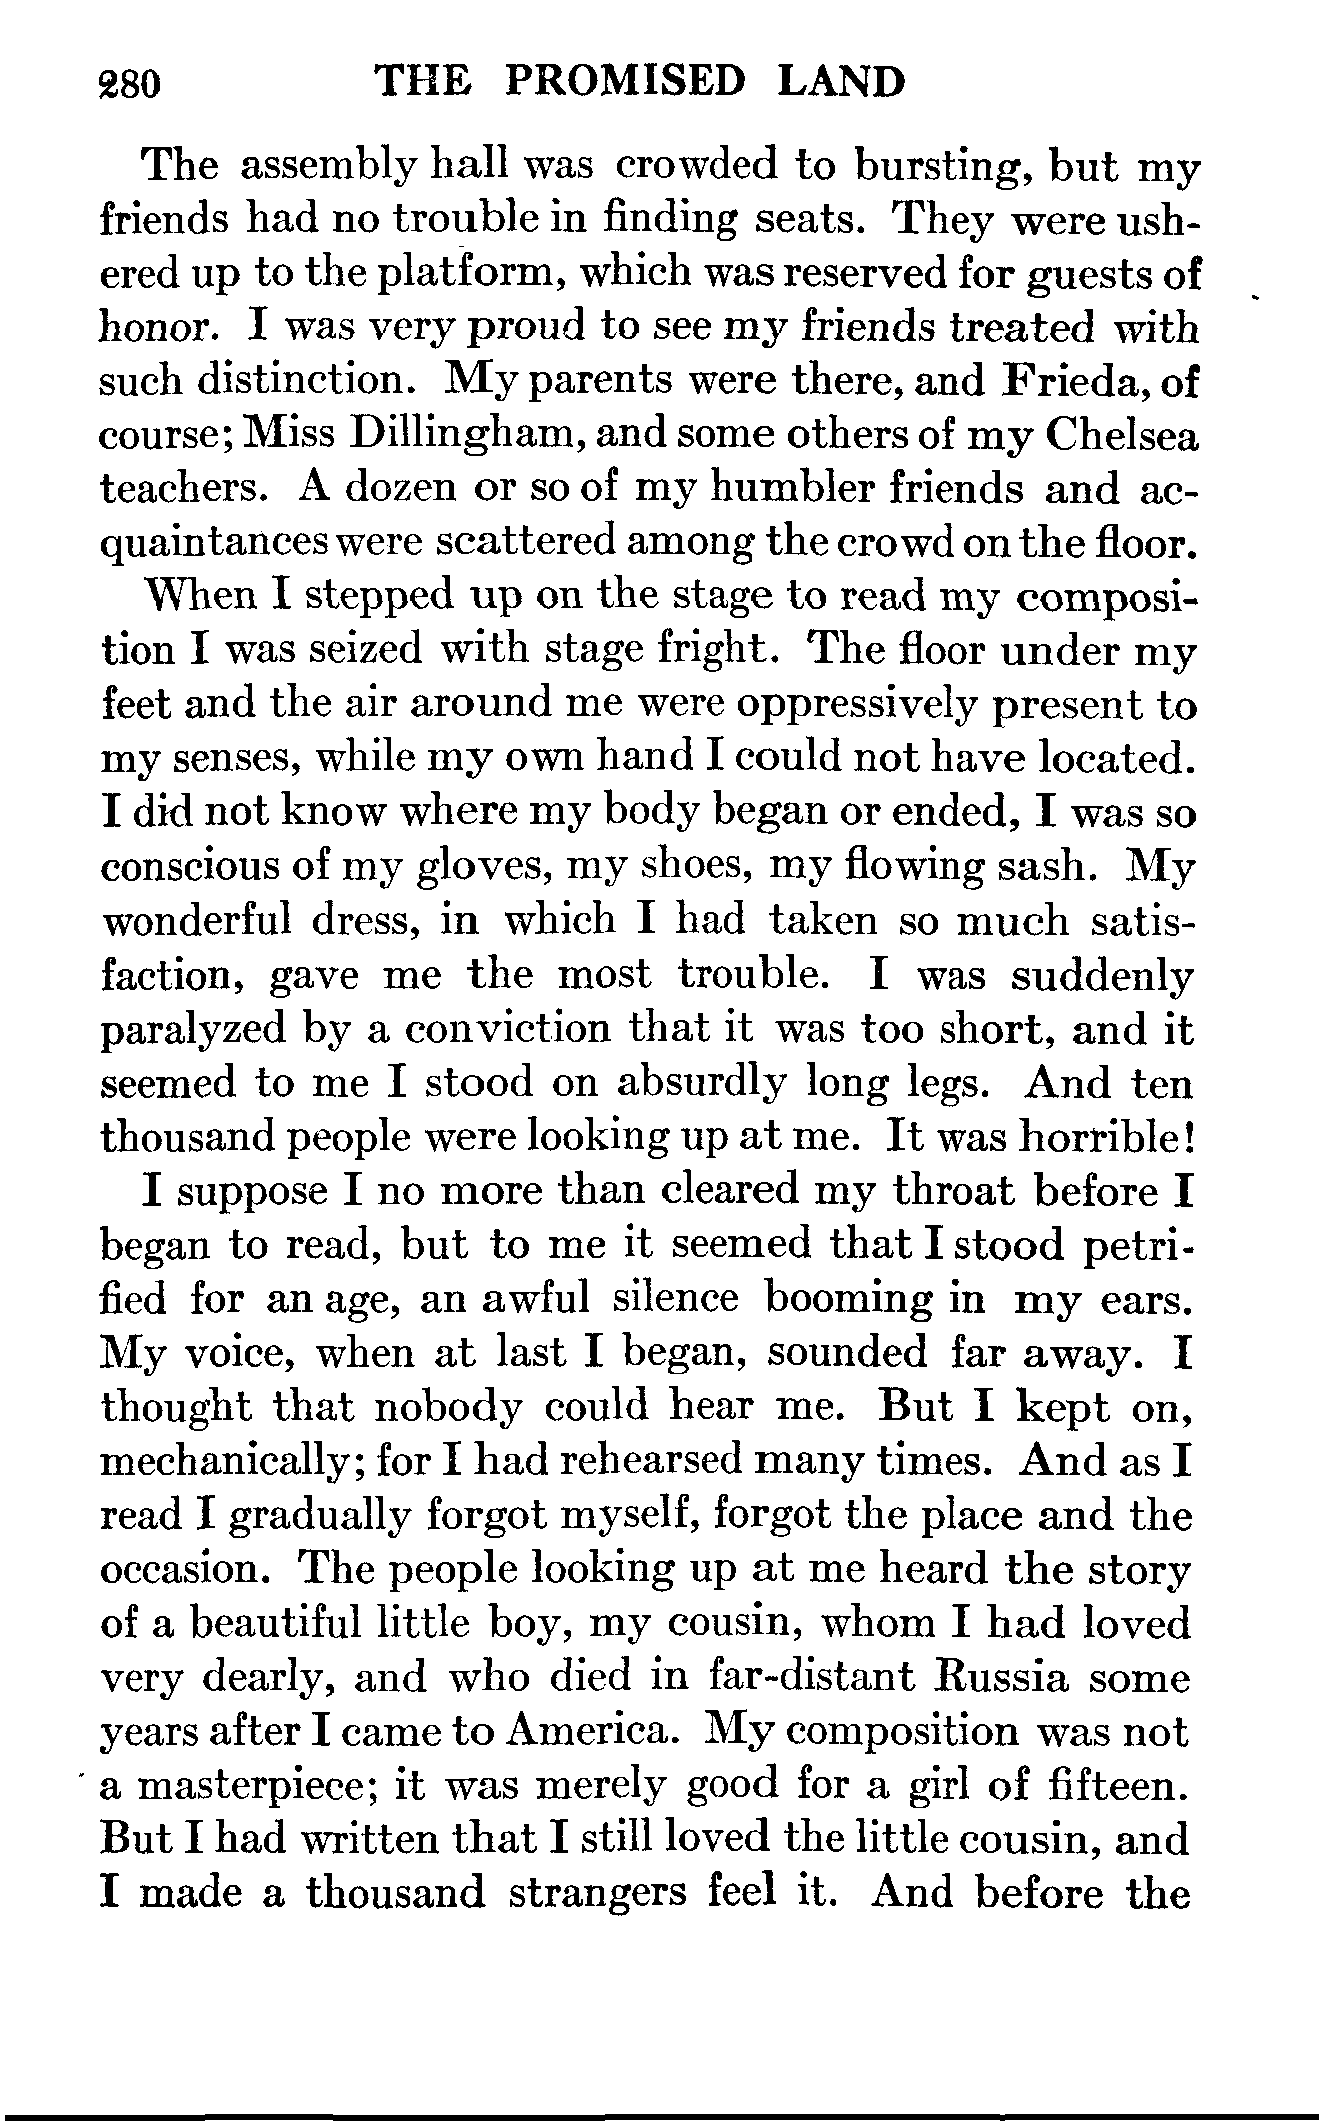 280 THE PROMISED LAND
The assembly hall was crowded to bursting, but my
friends had no trouble in finding seats. They were ush-
ered up to the platform, which was reserved for guests of
honor. I was very proud to see my friends treated with
such distinction. My parents were there, and Frieda, of
course; Miss Dillingham, and some others of my Chelsea
teachers. A dozen or so of my humbler friends and ac-
quaintances were scattered among the crowd on the floor.
When I stepped up on the stage to read my composi-
tion I was seized with stage fright. The floor under my
feet and the air around me were oppressively present to
my senses, while my own hand I could not have located.
I did not know where my body began or ended, I was so
conscious of my gloves, my shoes, my flowing sash. My
wonderful dress, in which I had taken so much satis-
faction, gave me the most trouble. I was suddenly
paralyzed by a conviction that it was too short, and it
seemed to me I stood on absurdly long legs. And ten
thousand people were looking up at me. It was horrible!
I suppose I no more than cleared my throat before I
began to read, but to me it seemed that I stood petri-
fied for an age, an awful silence booming in my ears.
My voice, when at last I began, sounded far away. I
thought that nobody could hear me. But I kept on,
mechanically; for I had rehearsed many times. And as I
read I gradually forgot myself, forgot the place and the
occasion. The people looking up at me heard the story
of a beautiful little boy, my cousin, whom I had loved
very dearly, and who died in far-distant Russia some
years after I came to America. My composition was not
a masterpiece; it was merely good for a girl of fifteen.
But I had written that I still loved the little cousin, and
I made a thousand strangers feel it. And before the